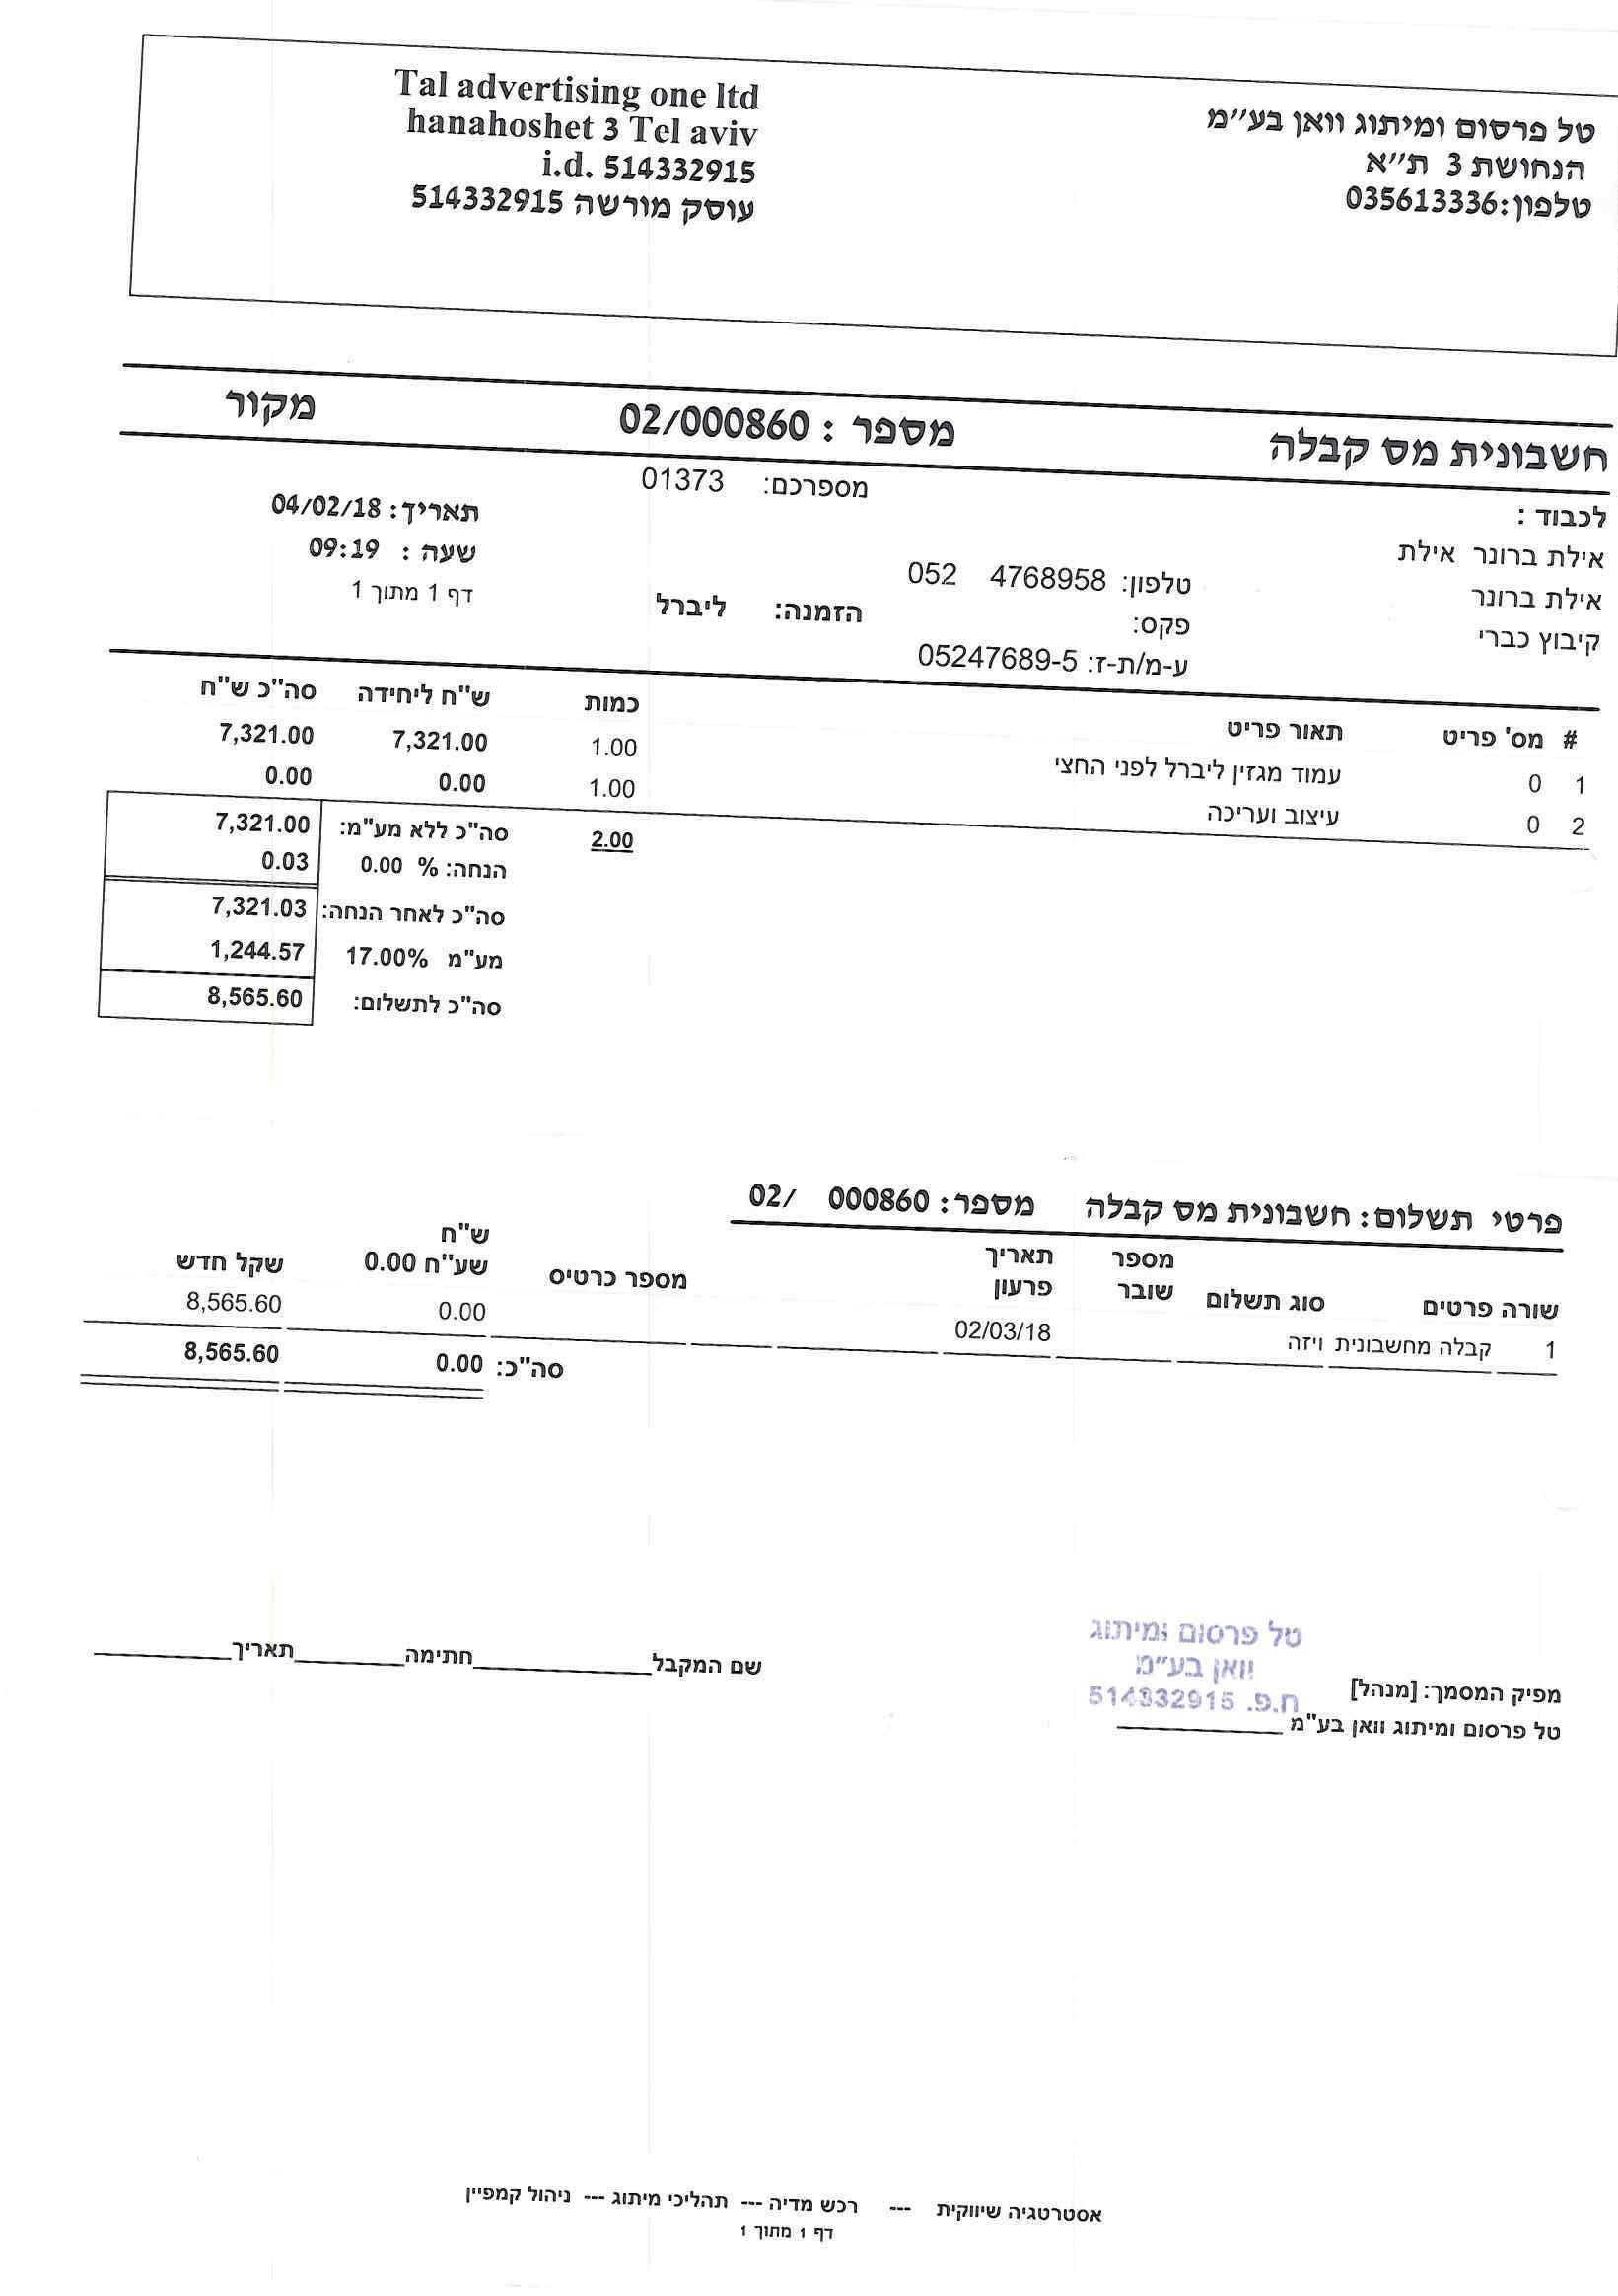 טל פרסום ומיתוג וואן בע״מ
הנחושת 3 ת״א
טלפון:035613336
Tal advertising one ltd
hanahoshet 3 Tel aviv
i.d. 514332915
עוסק מורשה 514332915
חשבונית מס קבלה מספר : 02/000860 מקור
לכבוד :
אילת ברונר אילת
אילת ברונר
קיבוץ כברי
מספרכם: 01373
טלפון: 052 4768958
פקס:
ע-מ/ת-ז: 05247689-5
הזמנה: ליברל
תאריך: 04/02/18
שעה : 09:19
דף 1 מתוך 1
# מס' פריט תאור פריט כמות ש"ח ליחידה סה"כ ש"ח
1 0 עמוד מגזין ליברל לפני החצי 1.00 7,321.00 7,321.00
2 0 עיצוב ועריכה 1.00 0.00 0.00
2.00
סה"כ ללא מע"מ: 7,321.00
הנחה: % 0.00 0.03
סה"כ לאחר הנחה: 7,321.03
מע"מ 17.00% 1,244.57
סה"כ לתשלום: 8,565.60
פרטי תשלום: חשבונית מס קבלה מספר: 000860 /02
שורה פרטים סוג תשלום מספר שובר תאריך פרעון מספר כרטיס ש"ח שע"ח 0.00 שקל חדש
1 קבלה מחשבונית ויזה 02/03/18 0.00 8,565.60
סה"כ: 0.00 8,565.60
טל פרסום ומיתוג
וואן בע״מ
ח.פ. 514332915
מפיק המסמך: [מנהל]
טל פרסום ומיתוג וואן בע"מ
שם המקבל____________חתימה________תאריך__________
אסטרטגיה שיווקית --- רכש מדיה --- תהליכי מיתוג --- ניהול קמפיין
דף 1 מתוך 1